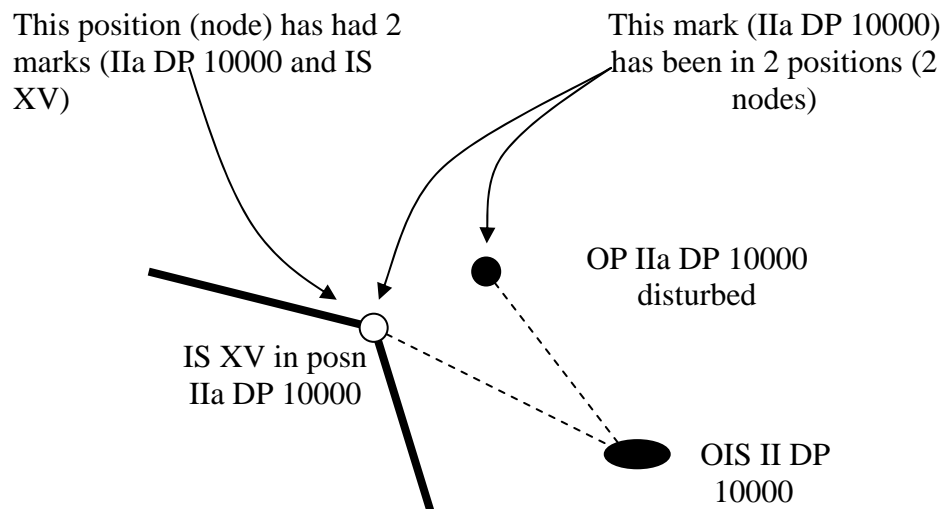 This position (node) has had 2
marks (IIa DP 10000 and IS
XV)
This mark (IIa DP 10000)
has been in 2 positions (2
nodes)
OP IIa DP 10000
disturbed
IS XV in posn
IIa DP 10000
OIS II DP
10000